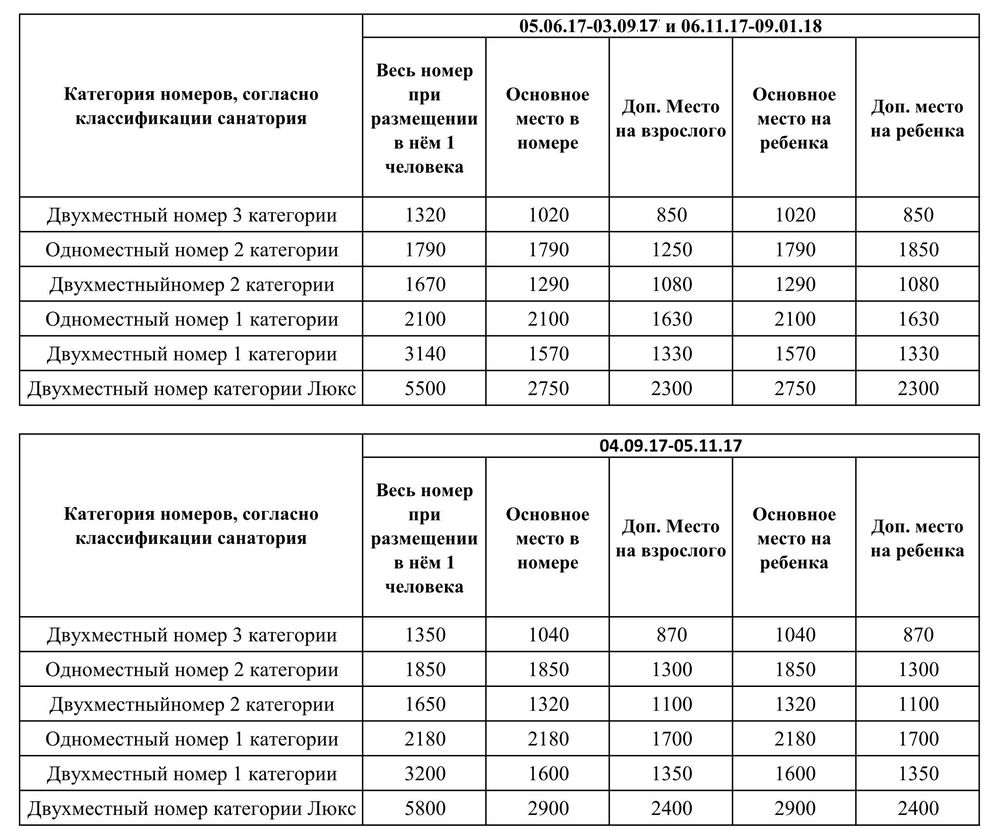 05.06.17-03.09.17 и 06.11.17-09.01.18
Категория номеров, согласно
классификации санатория
Весь номер
при
размещении
в нём 1
человека
Основное
место в
номере
Доп. Место
на взрослого
Основное
место на
ребенка
Доп. место
на ребенка
Двухместный номер 3 категории 1320 1020 850 1020 850
Одноместный номер 2 категории 1790 1790 1250 1790 1850
Двухместныйномер 2 категории 1670 1290 1080 1290 1080
Одноместный номер 1 категории 2100 2100 1630 2100 1630
Двухместный номер 1 категории 3140 1570 1330 1570 1330
Двухместный номер категории Люкс 5500 2750 2300 2750 2300
04.09.17-05.11.17
Категория номеров, согласно
классификации санатория
Весь номер
при
размещении
в нём 1
человека
Основное
место в
номере
Доп. Место
на взрослого
Основное
место на
ребенка
Доп. место
на ребенка
Двухместный номер 3 категории 1350 1040 870 1040 870
Одноместный номер 2 категории 1850 1850 1300 1850 1300
Двухместныйномер 2 категории 1650 1320 1100 1320 1100
Одноместный номер 1 категории 2180 2180 1700 2180 1700
Двухместный номер 1 категории 3200 1600 1350 1600 1350
Двухместный номер категории Люкс 5800 2900 2400 2900 2400